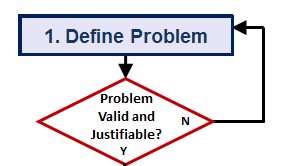 1. Define Problem
Problem
Valid and
Justifiable?
N
Y